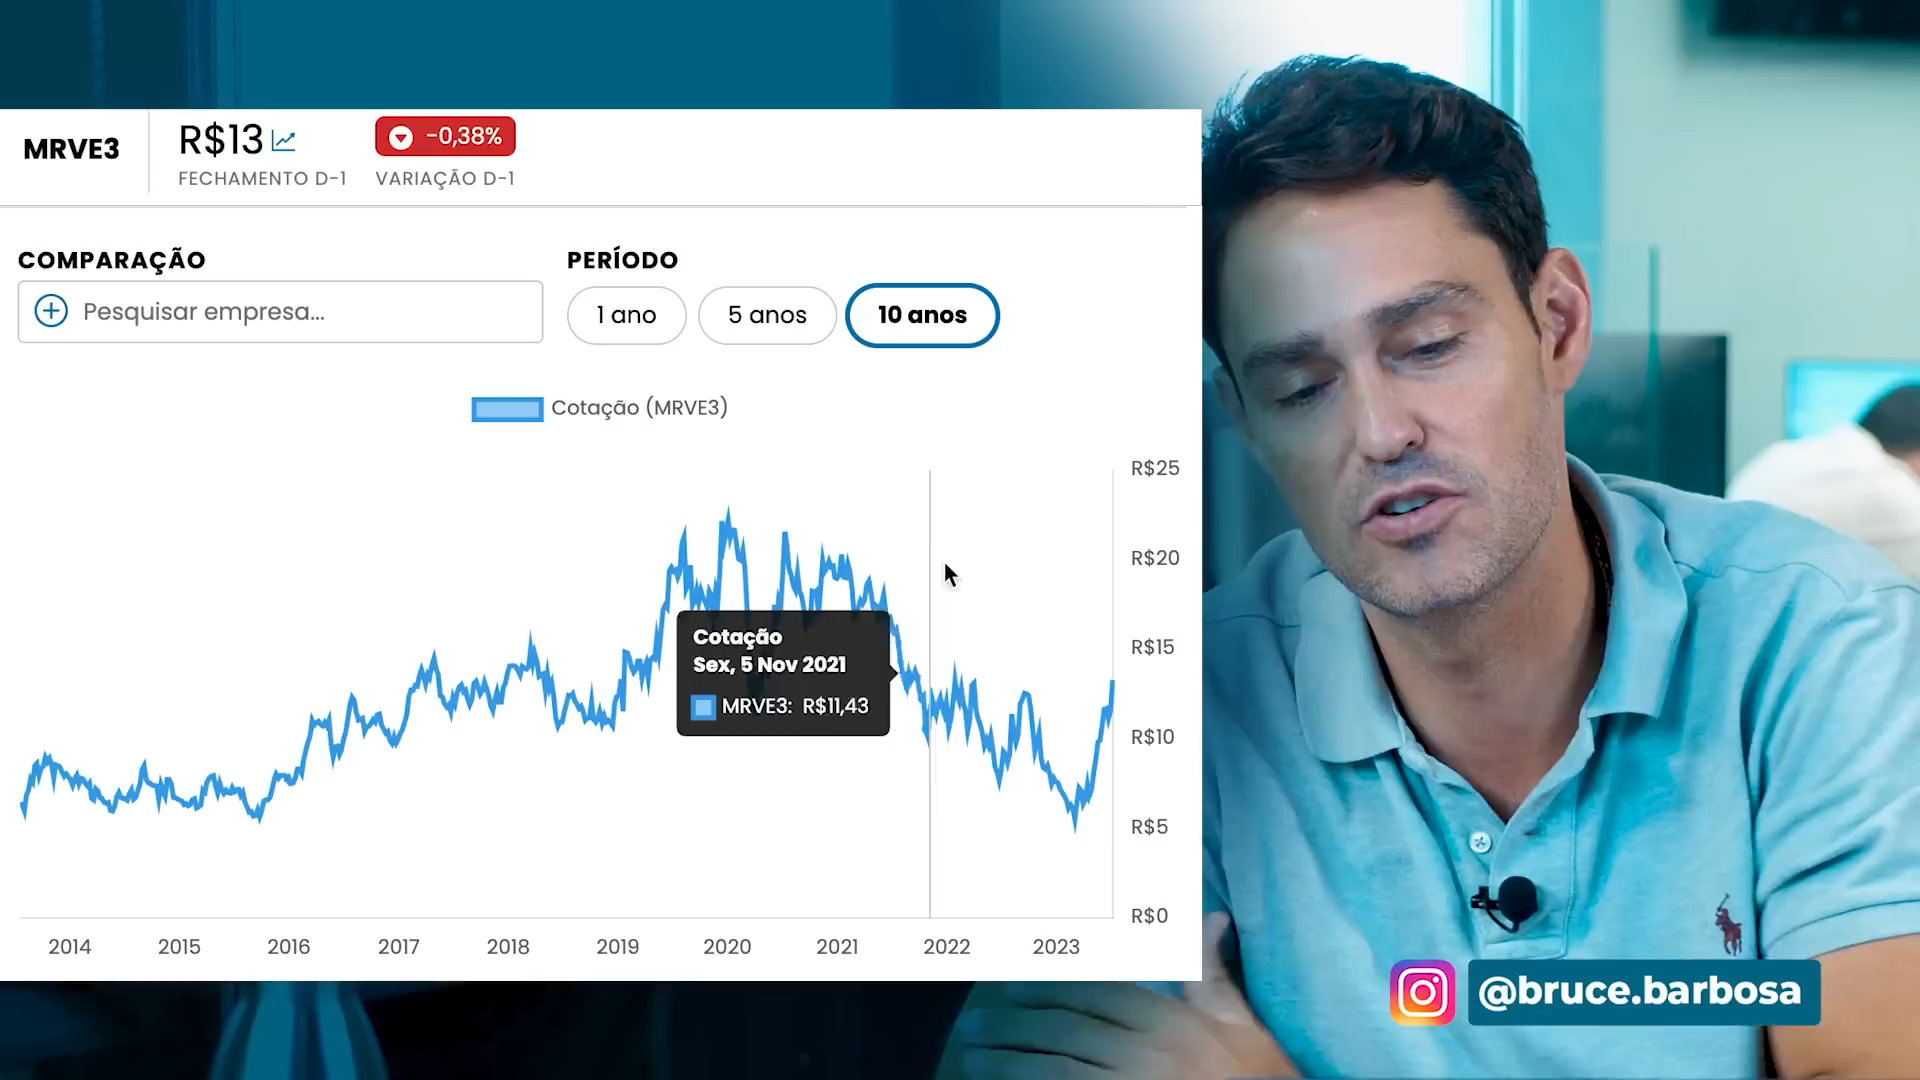 MRVE3
R$13
-0,38%
FECHAMENTO D-1
VARIAÇÃO D-1
COMPARAÇÃO
Pesquisar empresa...
PERÍODO
1 ano
5 anos
10 anos
Cotação (MRVE3)
R$25
R$20
R$15
R$10
R$5
R$0
Cotação
Sex, 5 Nov 2021
MRVE3: R$11,43
2014 2015 2016 2017 2018 2019 2020 2021 2022 2023
@bruce.barbosa